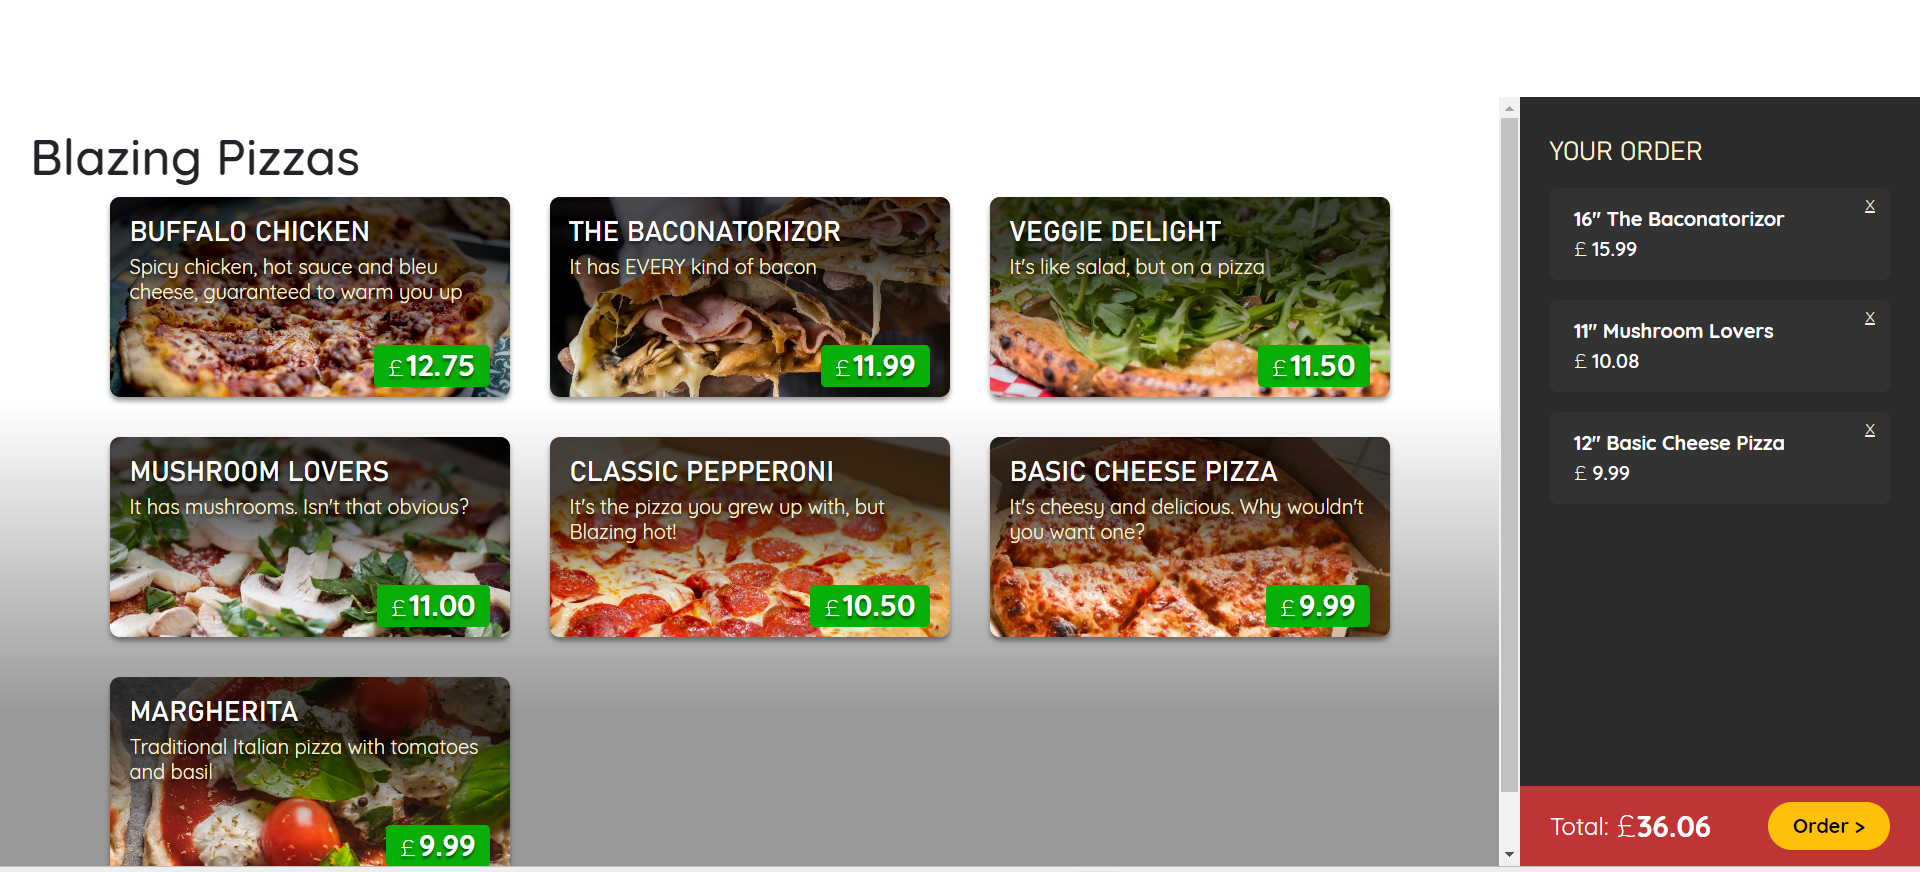 Blazing Pizzas
BUFFALO CHICKEN
Spicy chicken, hot sauce and bleu
cheese, guaranteed to warm you up
£ 12.75
THE BACONATORIZOR
It has EVERY kind of bacon
£ 11.99
VEGGIE DELIGHT
It's like salad, but on a pizza
£ 11.50
MUSHROOM LOVERS
It has mushrooms. Isn't that obvious?
£ 11.00
CLASSIC PEPPERONI
It's the pizza you grew up with, but
Blazing hot!
£ 10.50
BASIC CHEESE PIZZA
It's cheesy and delicious. Why wouldn't
you want one?
£ 9.99
MARGHERITA
Traditional Italian pizza with tomatoes
and basil
£ 9.99
YOUR ORDER
x
16" The Baconatorizor
£ 15.99
x
11" Mushroom Lovers
£ 10.08
x
12" Basic Cheese Pizza
£ 9.99
Total: £36.06
Order >